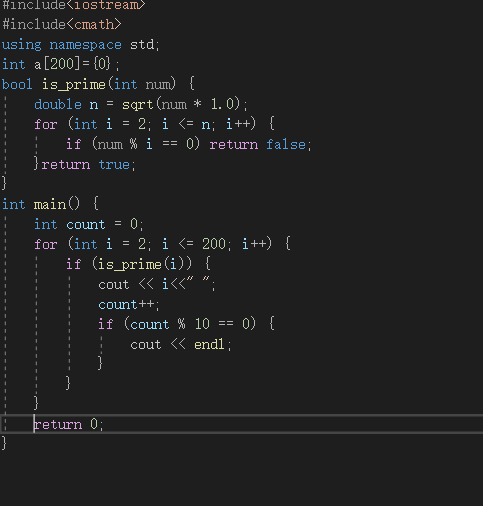 #include<iostream>
#include<cmath>
using namespace std;
int a[200]={0};
bool is_prime(int num) {
    double n = sqrt(num * 1.0);
    for (int i = 2; i <= n; i++) {
        if (num % i == 0) return false;
    }return true;
}
int main() {
    int count = 0;
    for (int i = 2; i <= 200; i++) {
        if (is_prime(i)) {
            cout << i<<" ";
            count++;
            if (count % 10 == 0) {
                cout << endl;
            }
        }
    }
    return 0;
}